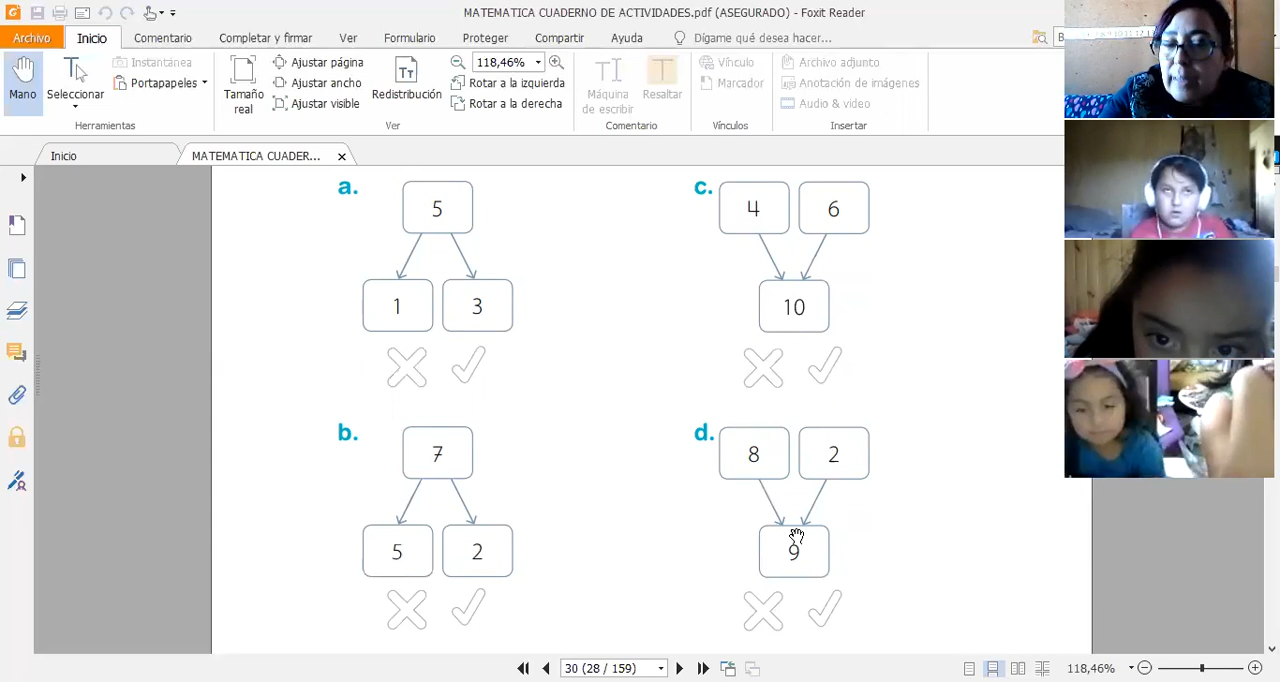 MATEMATICA CUADERNO DE ACTIVIDADES.pdf (ASEGURADO) - Foxit Reader
Archivo Inicio Comentario Completar y firmar Ver Formulario Proteger Compartir Ayuda Dígame qué desea hacer...
Mano
Seleccionar
Instantánea
Portapapeles
Herramientas
Tamaño real
Ajustar página
Ajustar ancho
Ajustar visible
Redistribución
118,46%
Rotar a la izquierda
Rotar a la derecha
Ver
Máquina de escribir
Resaltar
Comentario
Vínculo
Marcador
Vínculos
Archivo adjunto
Anotación de imágenes
Audio & video
Insertar
Inicio
MATEMATICA CUADER...
a.
5
1 3
b.
7
5 2
c.
4 6
10
d.
8 2
9
30 (28 / 159)
118,46%